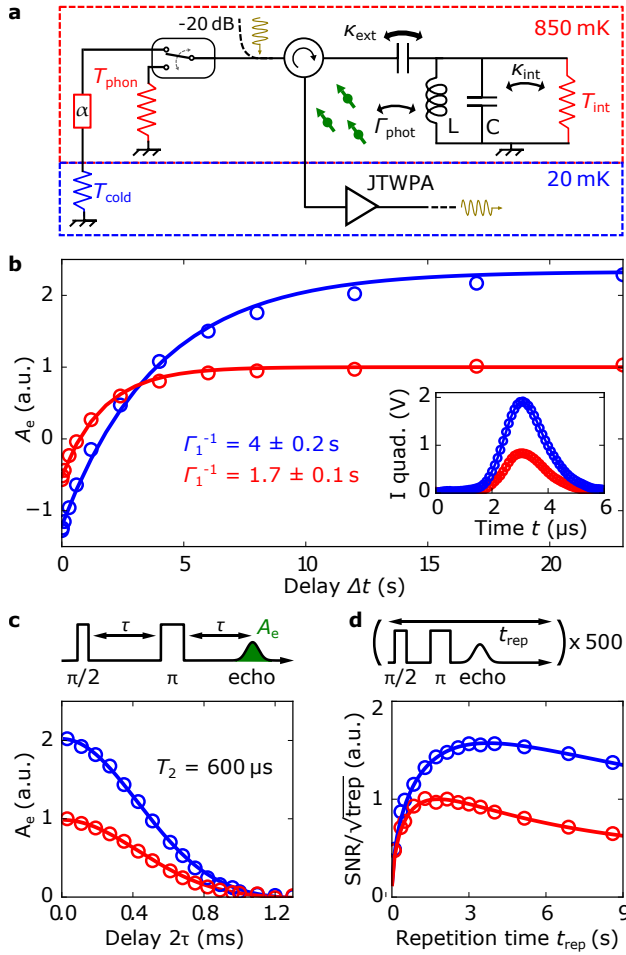 a
-20 dB
κext
850 mK
Tphon
κint
α
Γphot
L
C
Tint
Tcold
JTWPA
20 mK
b
Ae (a.u.)
2
1
0
−1
Γ1-1 = 4 ± 0.2 s
Γ1-1 = 1.7 ± 0.1 s
I quad. (V)
2
1
0
0 2 4 6
Time t (µs)
0 5 10 15 20
Delay Δt (s)
c
τ τ Ae
π/2 π echo
Ae (a.u.)
2
1
0
T2 = 600 µs
0.0 0.4 0.8 1.2
Delay 2τ (ms)
d
trep
x 500
π/2 π echo
SNR/√trep (a.u.)
2
1
0
0 3 6 9
Repetition time trep (s)